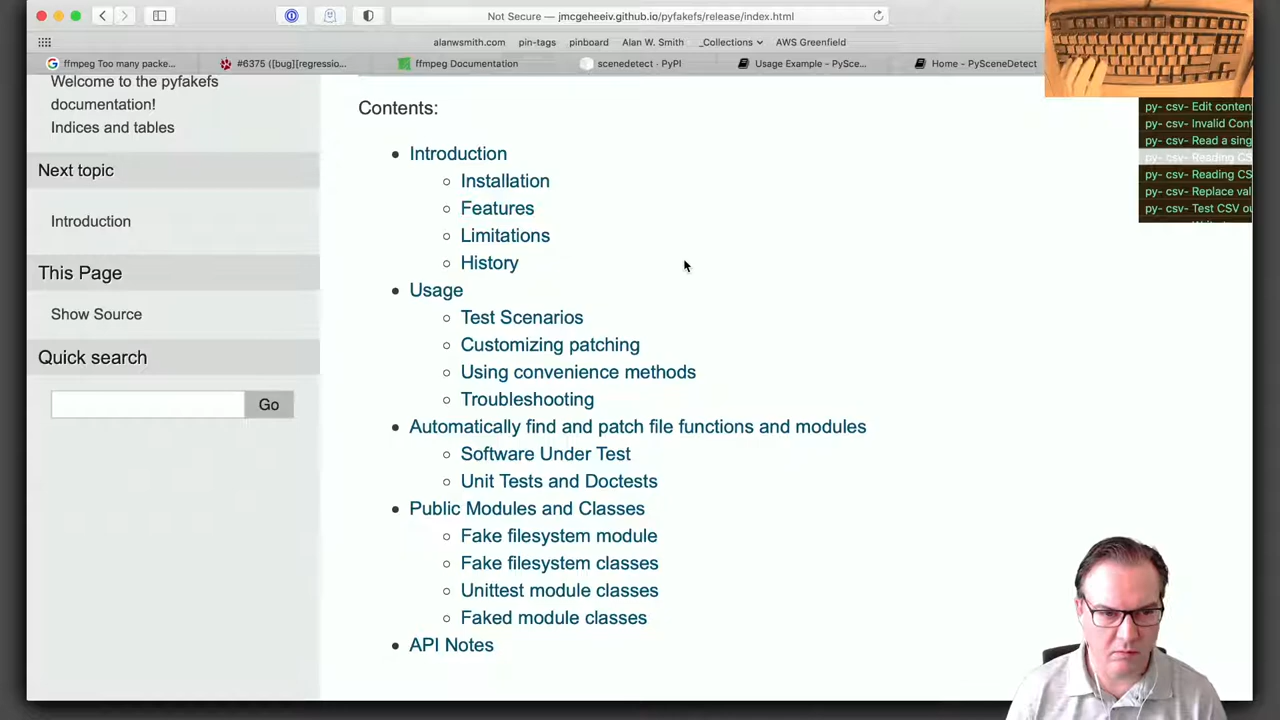 Not Secure — jmcgeheeiv.github.io/pyfakefs/release/index.html
alanwsmith.com pin-tags pinboard Alan W. Smith _Collections AWS Greenfield
ffmpeg Too many packe... #6375 ([bug][regressio... ffmpeg Documentation scenedetect · PyPI Usage Example - PySce... Home - PySceneDetect
Welcome to the pyfakefs
documentation!
Indices and tables
Next topic
Introduction
This Page
Show Source
Quick search
Go
Contents:
Introduction
Installation
Features
Limitations
History
Usage
Test Scenarios
Customizing patching
Using convenience methods
Troubleshooting
Automatically find and patch file functions and modules
Software Under Test
Unit Tests and Doctests
Public Modules and Classes
Fake filesystem module
Fake filesystem classes
Unittest module classes
Faked module classes
API Notes
py- csv- Edit conten
py- csv- Invalid Cont
py- csv- Read a sing
py- csv- Reading CS
py- csv- Reading CS
py- csv- Replace val
py- csv- Test CSV ou